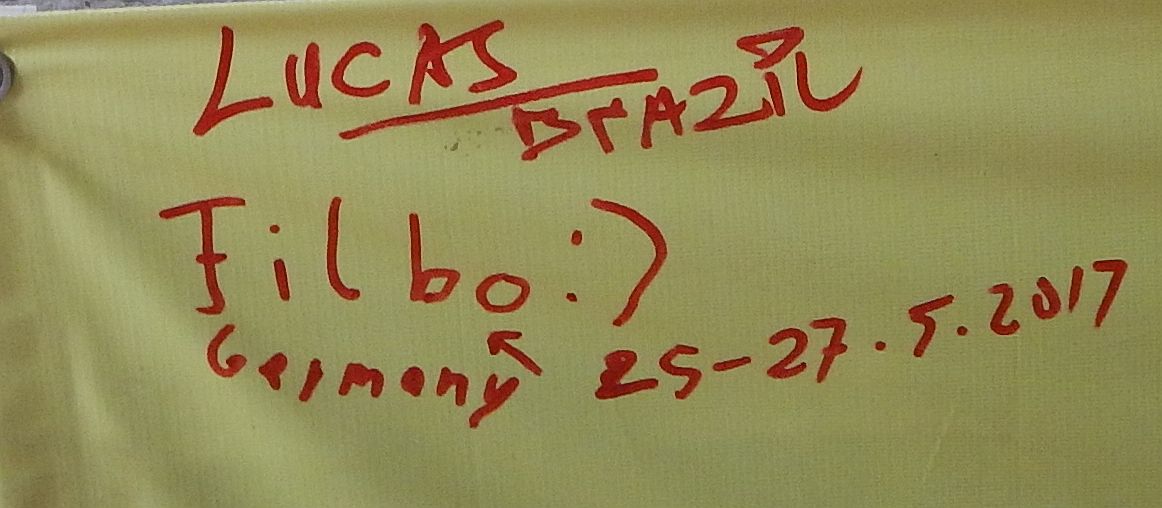 LUCAS
BrAZiL
Filbo:)
Germany 25-27.5.2017